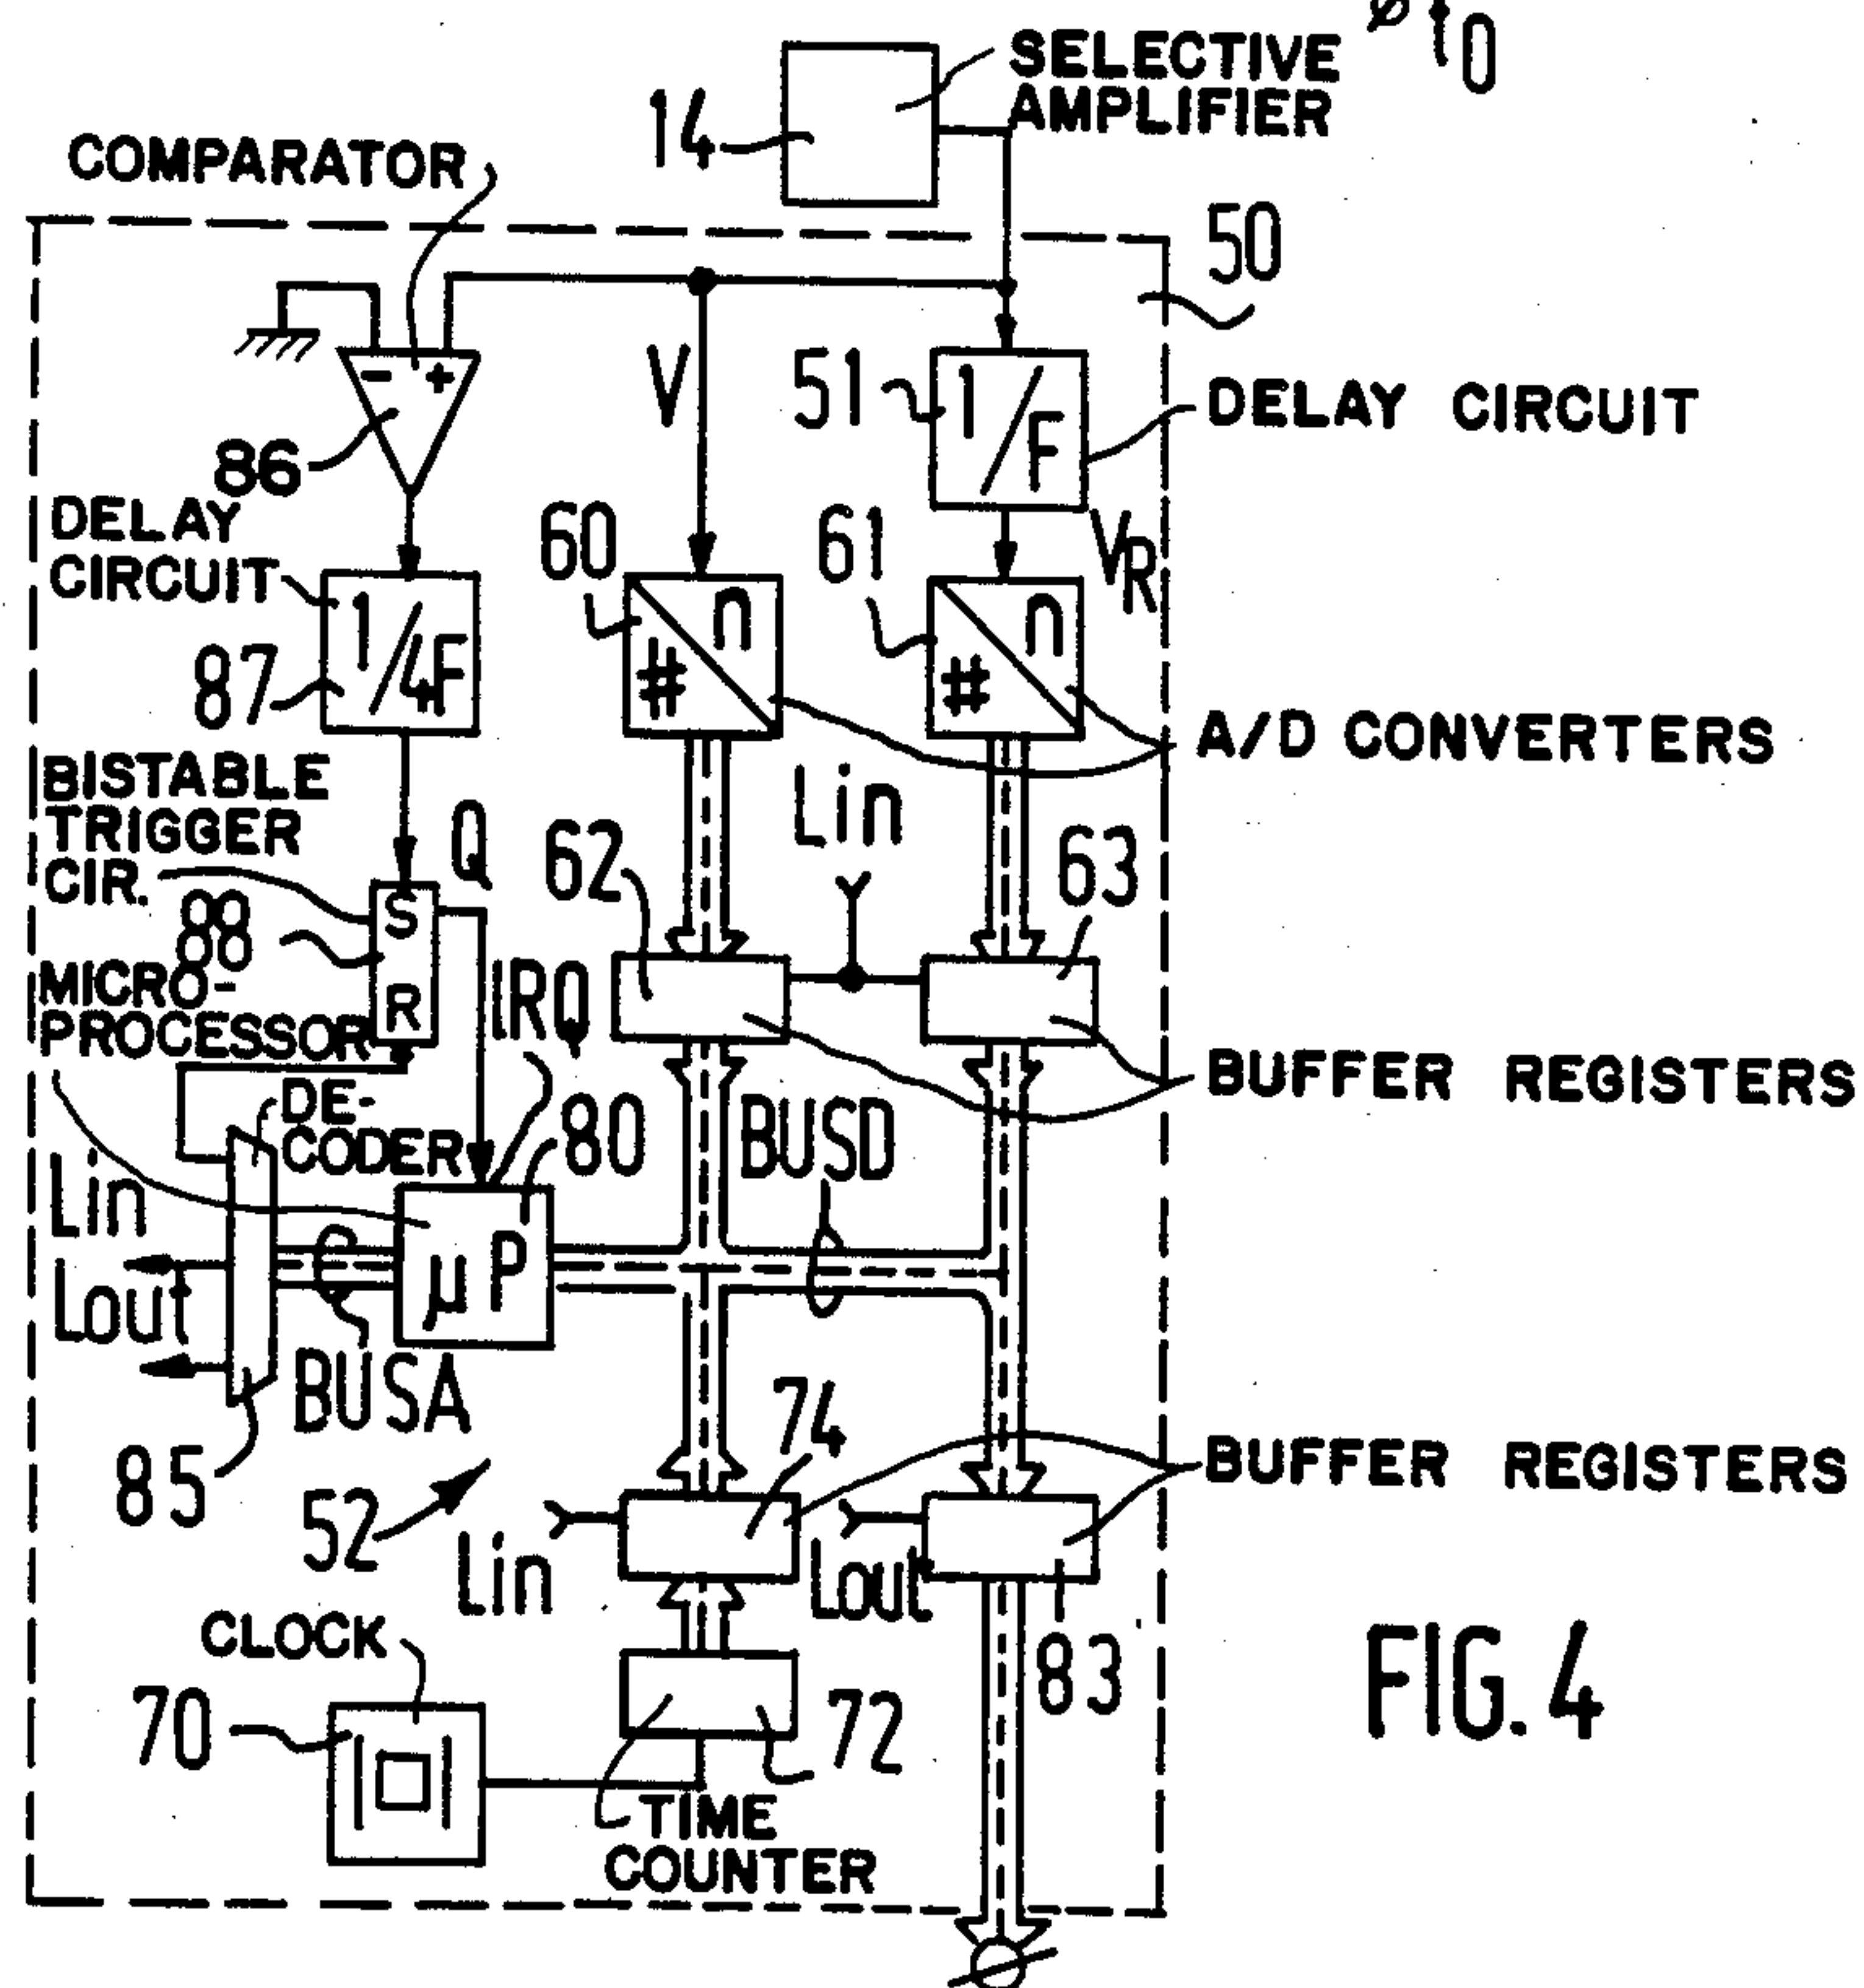 SELECTIVE
AMPLIFIER
14
COMPARATOR
50
- +
V
51
1/F
DELAY CIRCUIT
86
DELAY
CIRCUIT
60
61
VR
1/4F
n
#
n
#
87
A/D CONVERTERS
BISTABLE
TRIGGER
CIR.
Q
62
Lin
63
88
S
R
MICRO-
PROCESSOR
IRQ
BUFFER REGISTERS
DE-
CODER
80
BUSD
Lin
Lout
µP
BUSA
74
85
52
BUFFER REGISTERS
Lin
Lout
CLOCK
83
70
72
TIME
COUNTER
FIG. 4